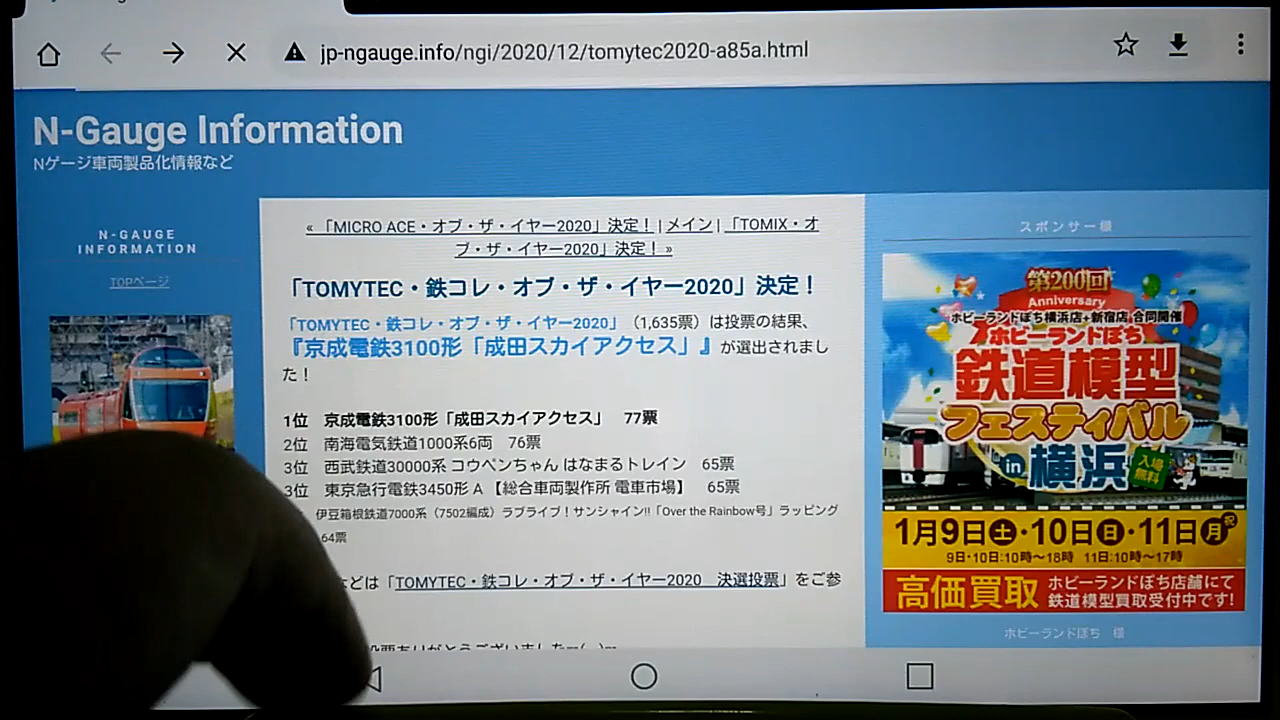 jp-ngauge.info/ngi/2020/12/tomytec2020-a85a.html
N-Gauge Information
Nゲージ車両製品化情報など
N-GAUGE
INFORMATION
TOPページ
« 「MICRO ACE・オブ・ザ・イヤー2020」決定！ | メイン | 「TOMIX・オ
ブ・ザ・イヤー2020」決定！ »
「TOMYTEC・鉄コレ・オブ・ザ・イヤー2020」決定！
「TOMYTEC・鉄コレ・オブ・ザ・イヤー2020」（1,635票）は投票の結果、
『京成電鉄3100形「成田スカイアクセス」』が選出されまし
た！
1位 京成電鉄3100形「成田スカイアクセス」 77票
2位 南海電気鉄道1000系6両 76票
3位 西武鉄道30000系 コウペンちゃん はなまるトレイン 65票
3位 東京急行電鉄3450形 A 【総合車両製作所 電車市場】 65票
伊豆箱根鉄道7000系（7502編成）ラブライブ！サンシャイン!!「Over the Rainbow号」ラッピング
64票
などは「TOMYTEC・鉄コレ・オブ・ザ・イヤー2020 決選投票」をご参
投票ありがとうございましたm(__)m
スポンサー様
第200回
Anniversary
ホビーランドぽち横浜店+新宿店 合同開催
ホビーランドぽち
鉄道模型
フェスティバル
in 横浜
入場
無料
1月9日土・10日日・11日月祝
9日・10日:10時～18時 11日:10時～17時
高価買取 ホビーランドぽち店舗にて
鉄道模型買取受付中です!
ホビーランドぽち 様